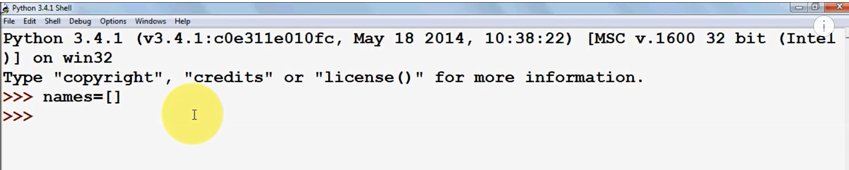 Python 3.4.1 Shell
File Edit Shell Debug Options Windows Help
Python 3.4.1 (v3.4.1:c0e311e010fc, May 18 2014, 10:38:22) [MSC v.1600 32 bit (Intel
)] on win32
Type "copyright", "credits" or "license()" for more information.
>>> names=[]
>>>